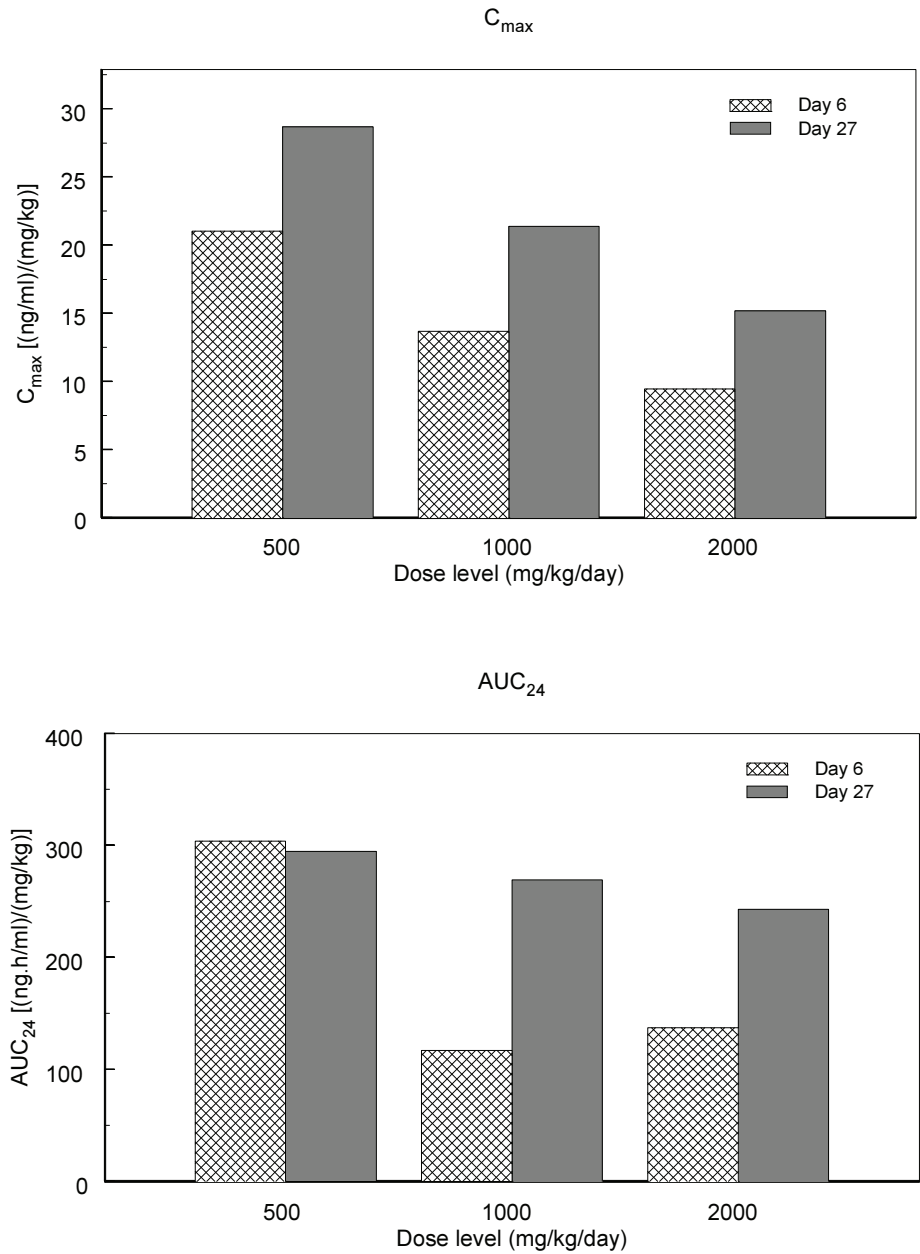 Cmax
Cmax [(ng/ml)/(mg/kg)]
30
25
20
15
10
5
0
Day 6
Day 27
500 1000 2000
Dose level (mg/kg/day)
AUC24
AUC24 [(ng.h/ml)/(mg/kg)]
400
300
200
100
0
Day 6
Day 27
500 1000 2000
Dose level (mg/kg/day)